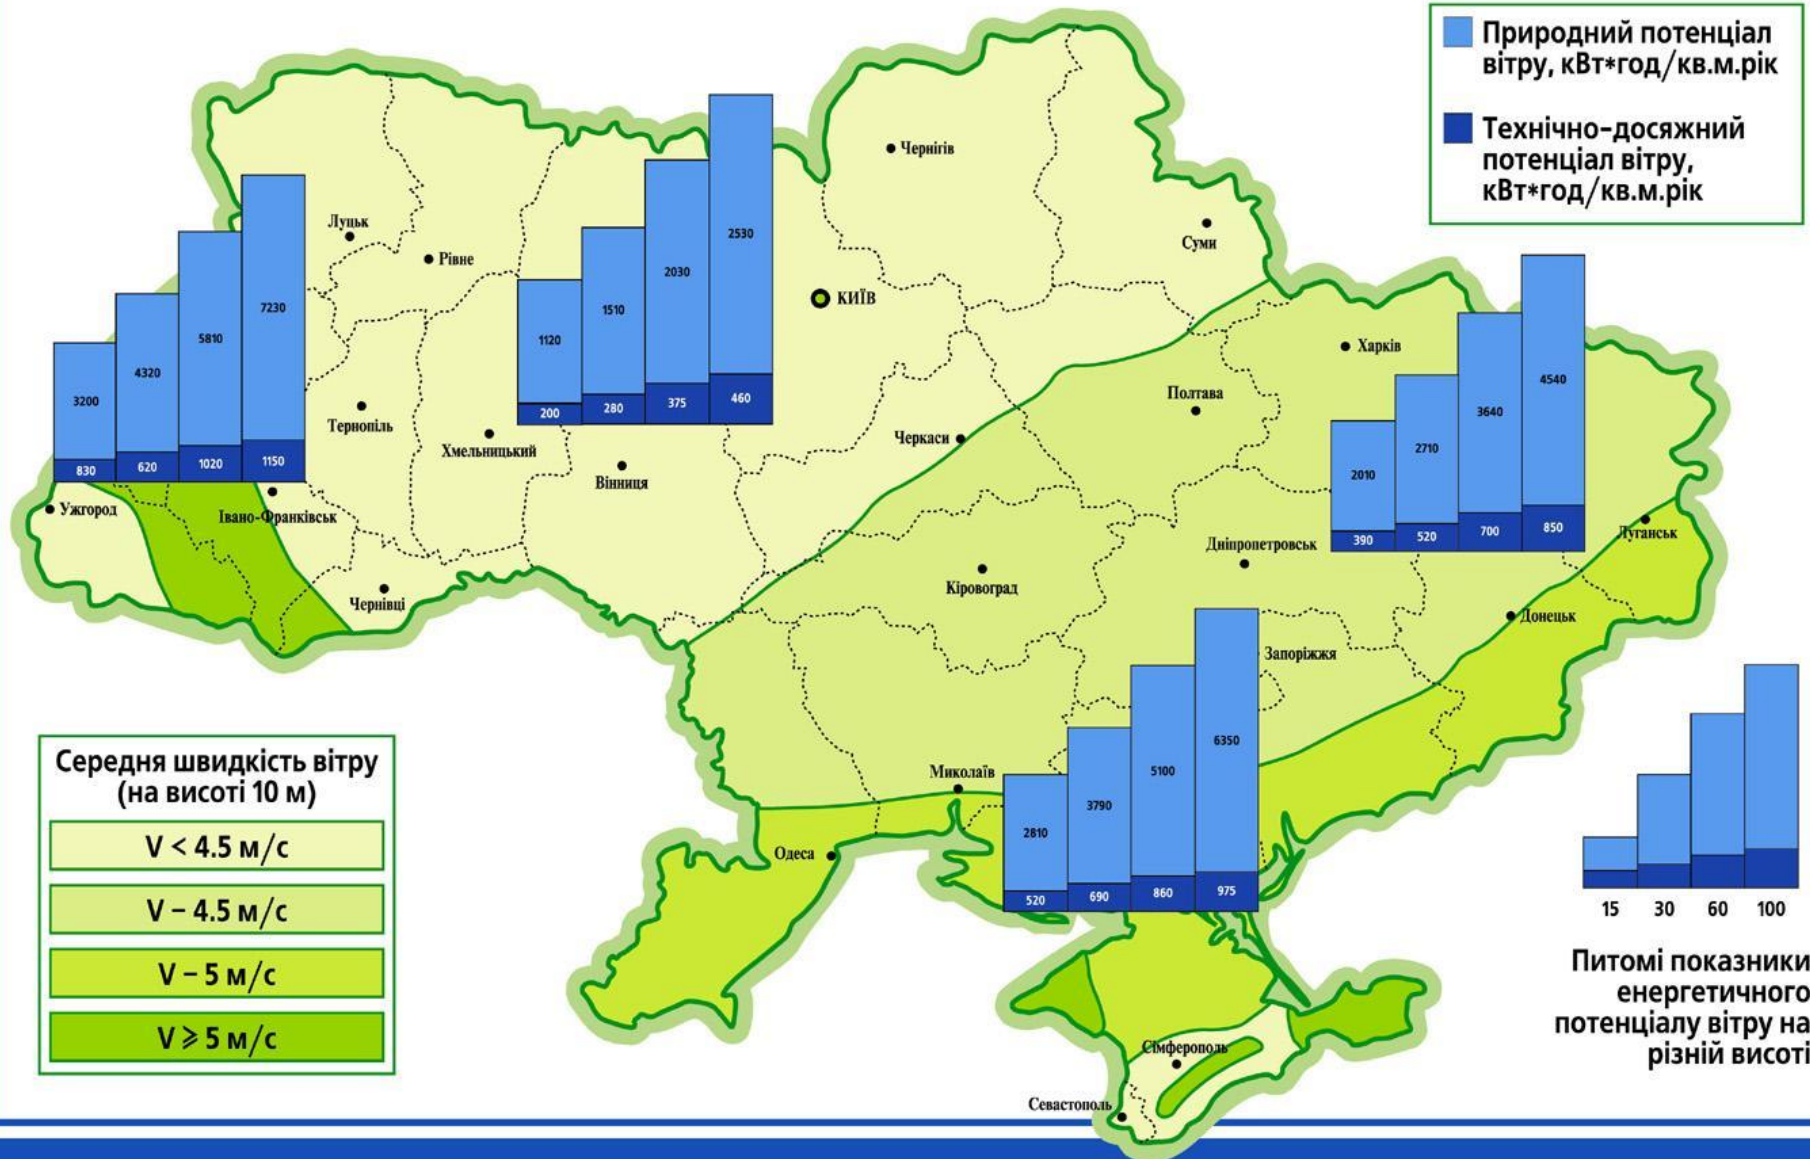 Природний потенціал
вітру, кВт*год/кв.м.рік
Технічно-досяжний
потенціал вітру,
кВт*год/кв.м.рік
Чернігів
Луцьк
Рівне
Суми
КИЇВ
Харків
Полтава
Тернопіль
Хмельницький
Черкаси
Вінниця
Ужгород
Івано-Франківськ
Чернівці
Кіровоград
Дніпропетровськ
Луганськ
Донецьк
Запоріжжя
Миколаїв
Одеса
Сімферополь
Севастополь
3200
4320
5810
7230
830
620
1020
1150
1120
1510
2030
2530
200
280
375
460
2010
2710
3640
4540
390
520
700
850
2810
3790
5100
6350
520
690
860
975
Середня швидкість вітру
(на висоті 10 м)
V < 4.5 м/с
V – 4.5 м/с
V – 5 м/с
V ⩾ 5 м/с
15 30 60 100
Питомі показники
енергетичного
потенціалу вітру на
різній висоті